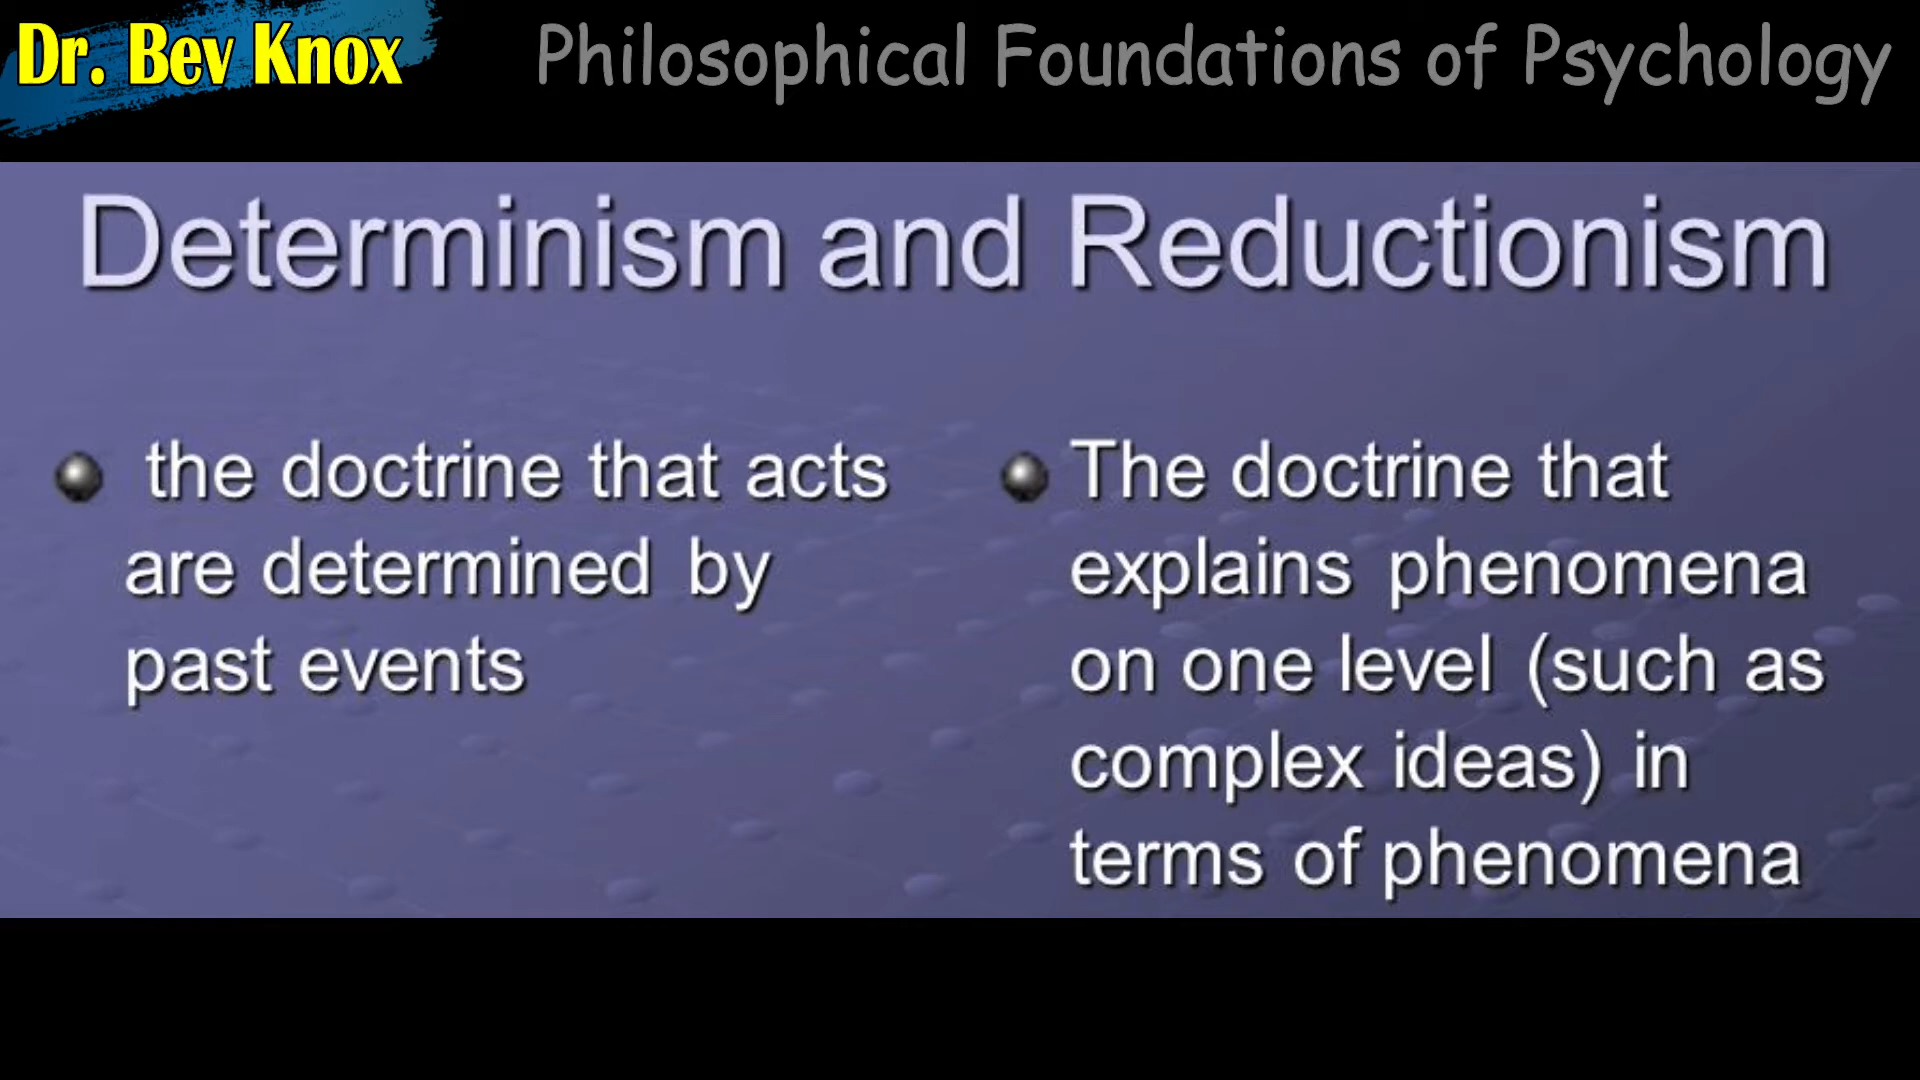 Dr. Bev Knox
Philosophical Foundations of Psychology
Determinism and Reductionism
the doctrine that acts
are determined by
past events
The doctrine that
explains phenomena
on one level (such as
complex ideas) in
terms of phenomena